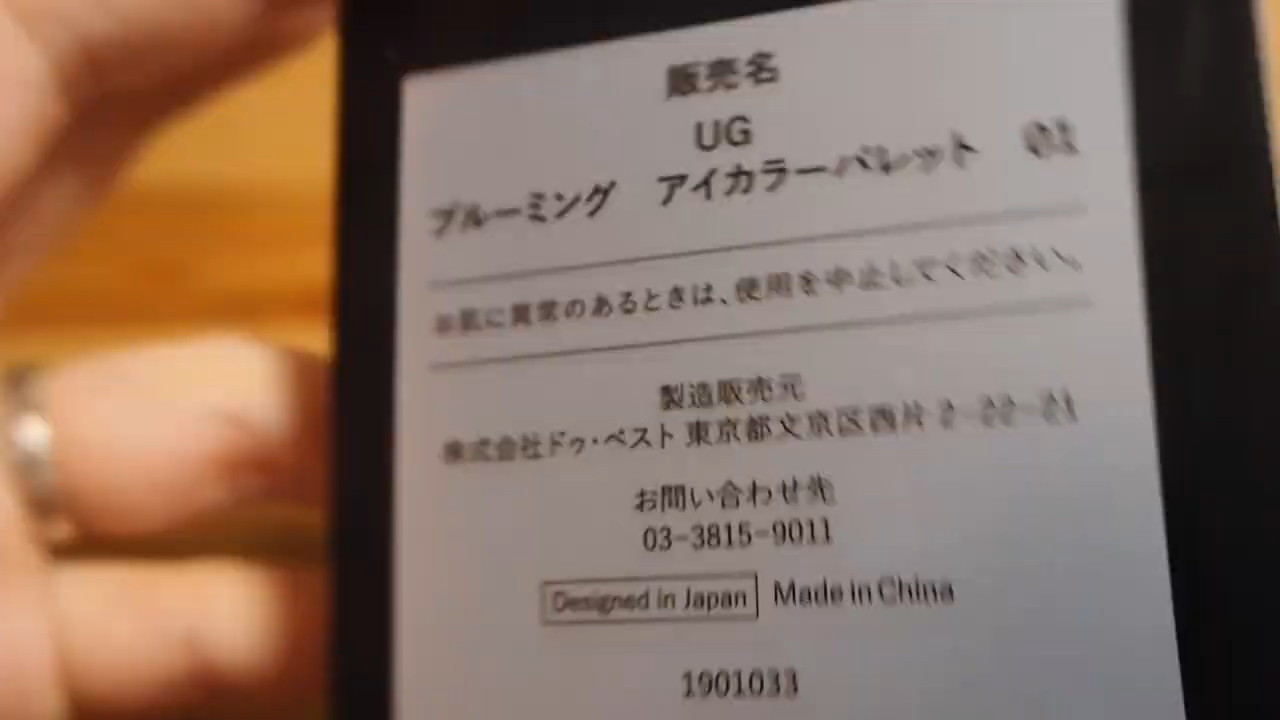 販売名
UG
ブルーミング アイカラーパレット
お肌に異常のあるときは、使用を中止してください。
製造販売元
株式会社ドゥ・ベスト 東京都文京区西片 2-22-21
お問い合わせ先
03-3815-9011
Designed in Japan Made in China
1901033